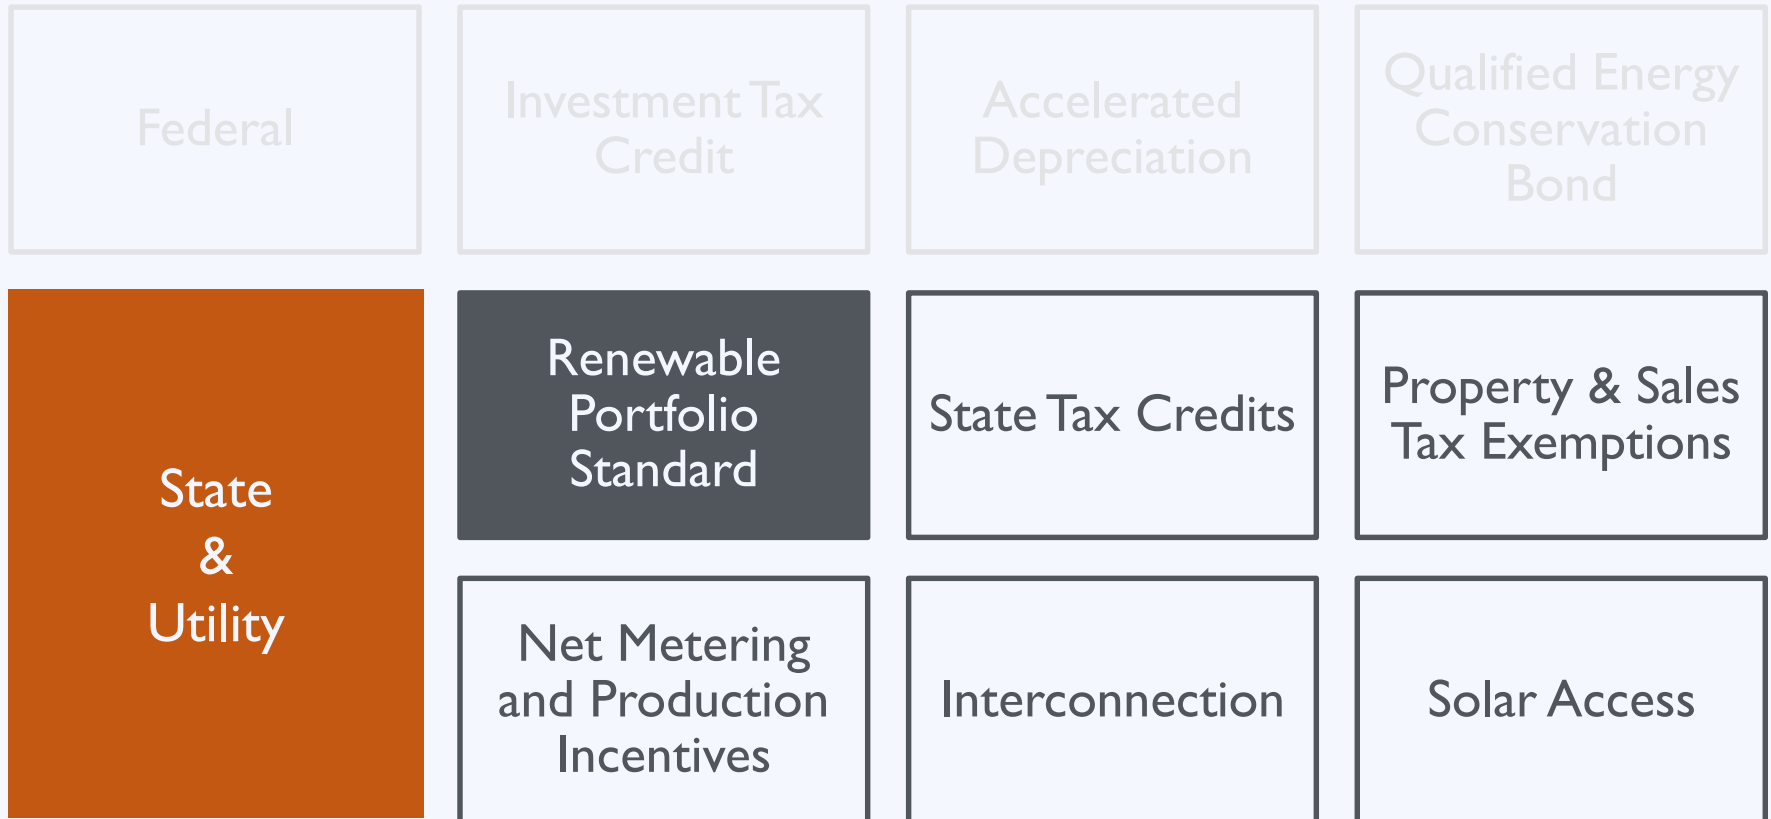 Federal
Investment Tax
Credit
Accelerated
Depreciation
Qualified Energy
Conservation
Bond
State
&
Utility
Renewable
Portfolio
Standard
State Tax Credits
Property & Sales
Tax Exemptions
Net Metering
and Production
Incentives
Interconnection
Solar Access